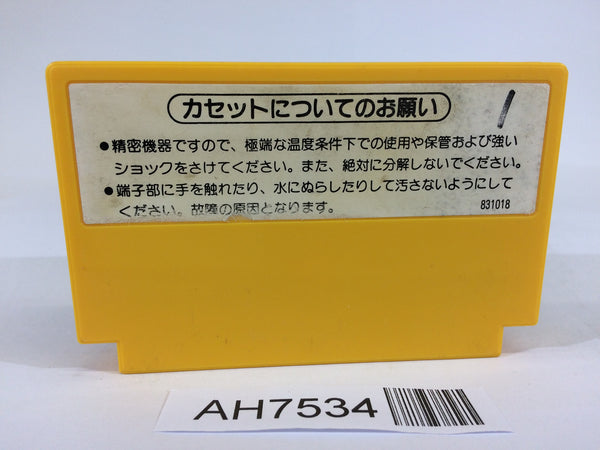 カセットについてのお願い
●精密機器ですので、極端な温度条件下での使用や保管および強い
ショックをさけてください。また、絶対に分解しないでください。
●端子部に手を触れたり、水にぬらしたりして汚さないようにして
ください。故障の原因となります。
831018
AH7534